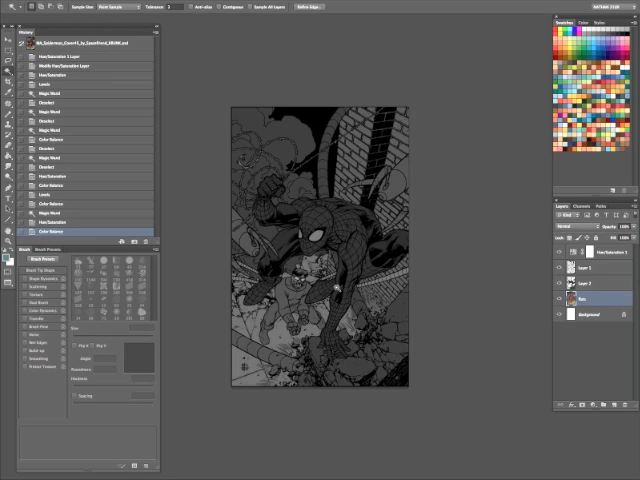 Sample Size: Point Sample Tolerance: 2 Anti-alias Contiguous Sample All Layers Refine Edge...
History
Hue/Saturation 1 Layer
Modify Hue/Saturation Layer
Hue/Saturation
Levels
Magic Wand
Deselect
Magic Wand
Deselect
Magic Wand
Color Balance
Deselect
Magic Wand
Deselect
Hue/Saturation
Color Balance
Levels
Color Balance
Magic Wand
Hue/Saturation
Color Balance
Brush Brush Presets
Brush Presets
Brush Tip Shape
Shape Dynamics
Scattering
Texture
Dual Brush
Color Dynamics
Transfer
Brush Pose
Noise
Wet Edges
Build-up
Smoothing
Protect Texture
Size
Flip X Flip Y
Angle:
Roundness:
Hardness
Spacing
Swatches Color Styles
Layers Channels Paths
Kind
Normal Opacity: 100%
Lock: Fill: 100%
Hue/Saturation 1
Layer 1
Layer 2
Background